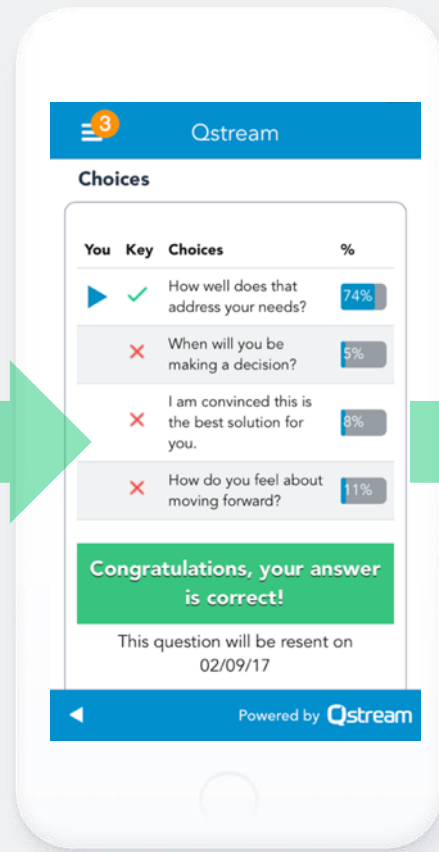 3
Qstream
Choices
You Key Choices %
How well does that
address your needs?
74%
When will you be
making a decision?
5%
I am convinced this is
the best solution for
you.
8%
How do you feel about
moving forward?
11%
Congratulations, your answer
is correct!
This question will be resent on
02/09/17
Powered by Qstream